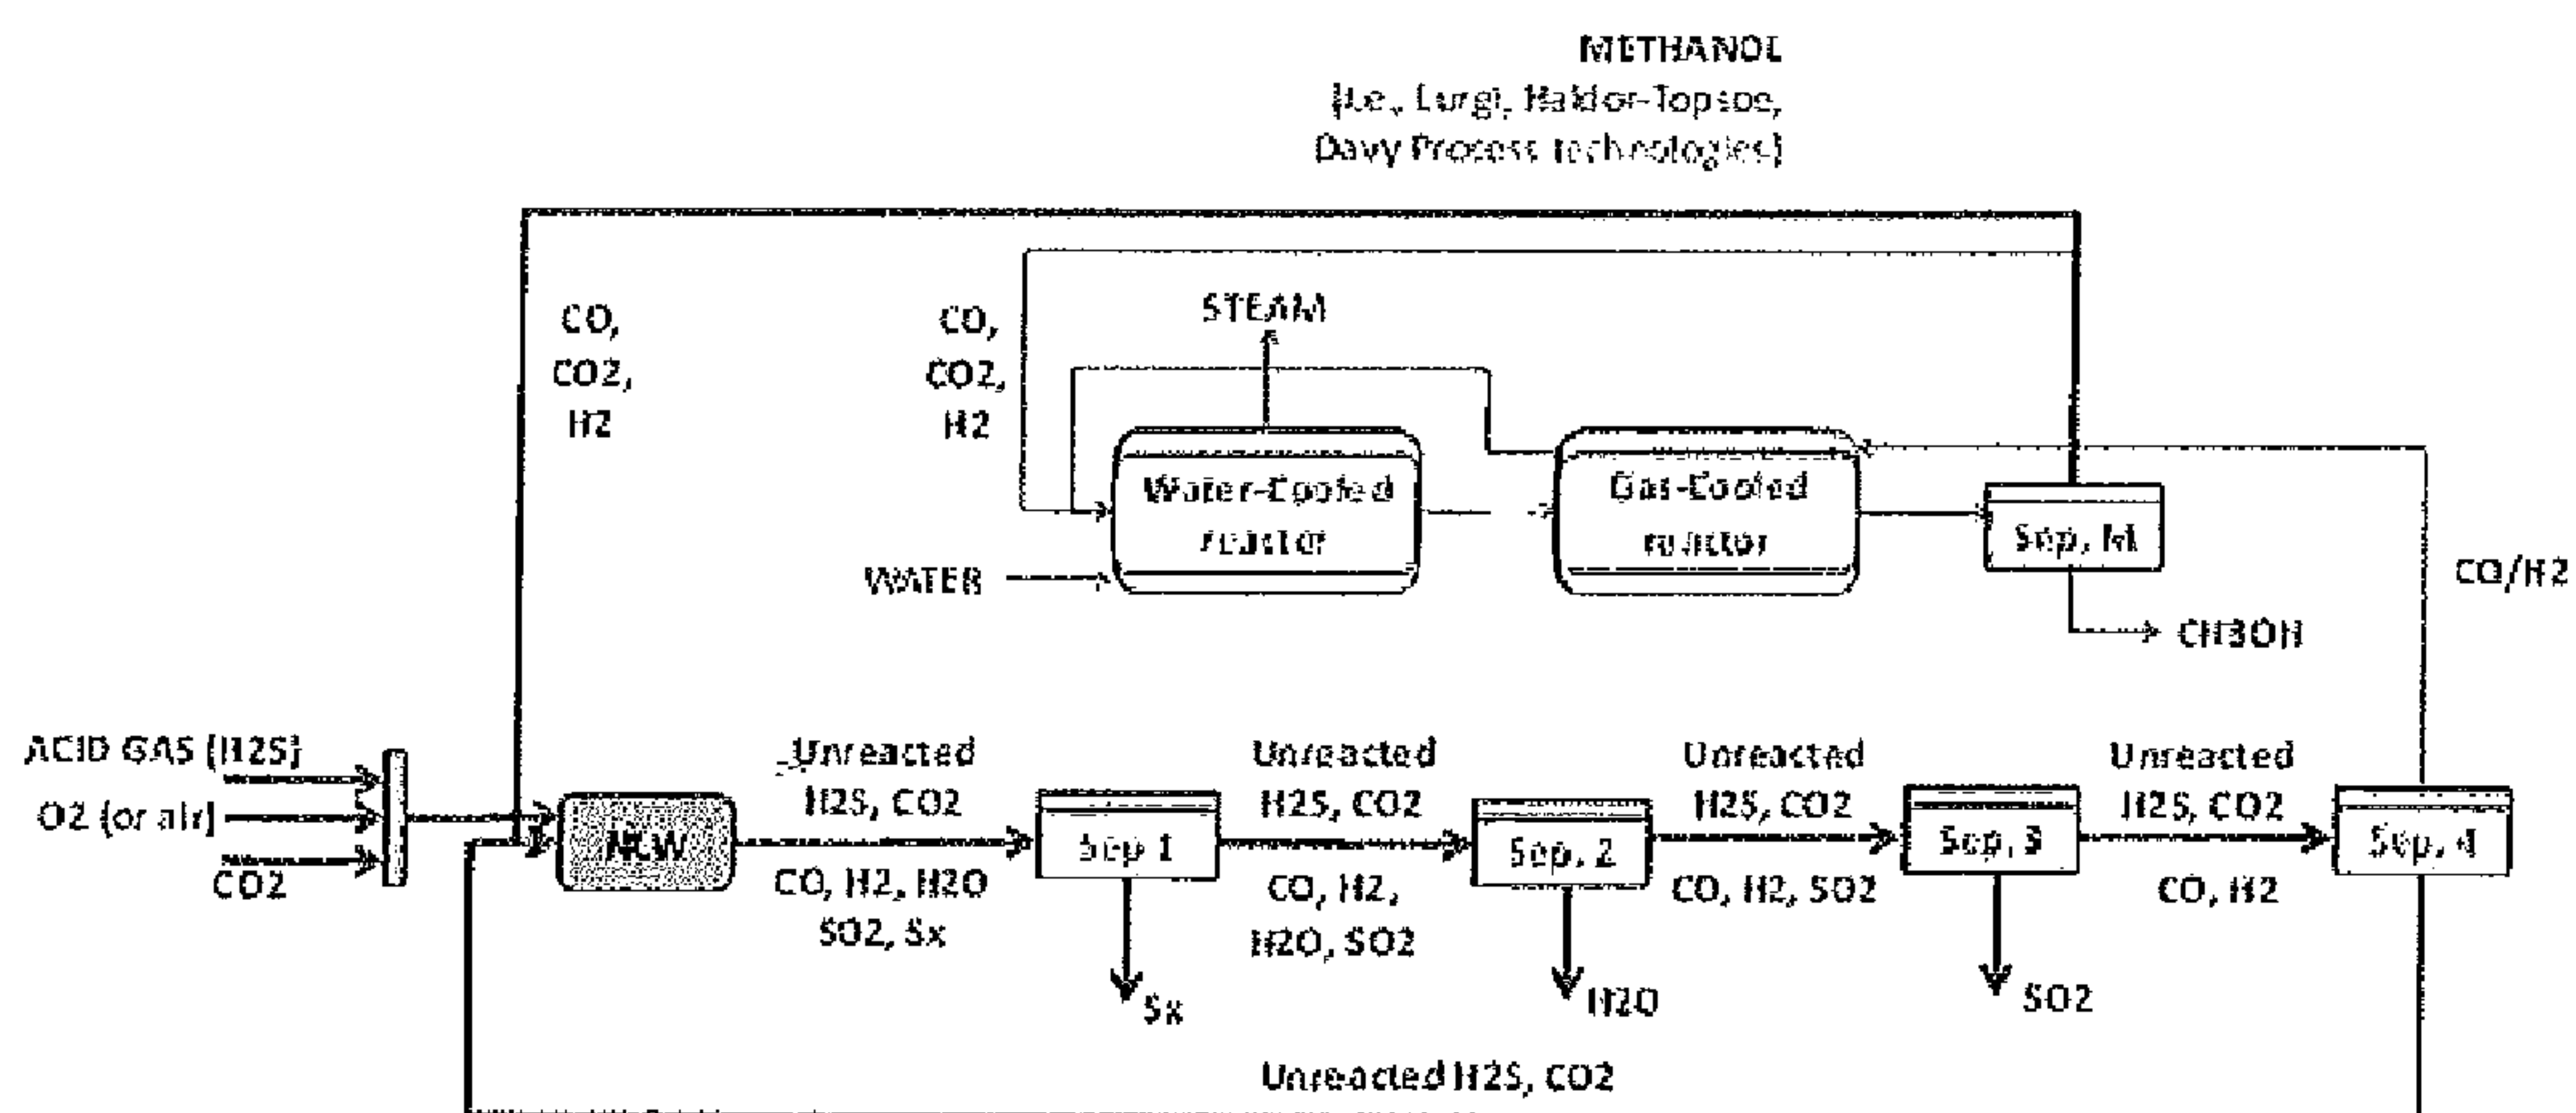 METHANOL
(i.e., Lurgi, Haldor-Topsoe,
Davy Process technologies)
CO,
CO2,
H2
CO,
CO2,
H2
STEAM
Water-Cooled
reactor
Gas-Cooled
reactor
Sep. M
WATER
CO/H2
CH3OH
ACID GAS (H2S)
O2 (or air)
CO2
Unreacted
H2S, CO2
CO, H2, H2O
SO2, Sx
Sep 1
Sx
Unreacted
H2S, CO2
CO, H2,
H2O, SO2
Sep. 2
H2O
Unreacted
H2S, CO2
CO, H2, SO2
Sep. 3
SO2
Unreacted
H2S, CO2
CO, H2
Sep. 4
Unreacted H2S, CO2